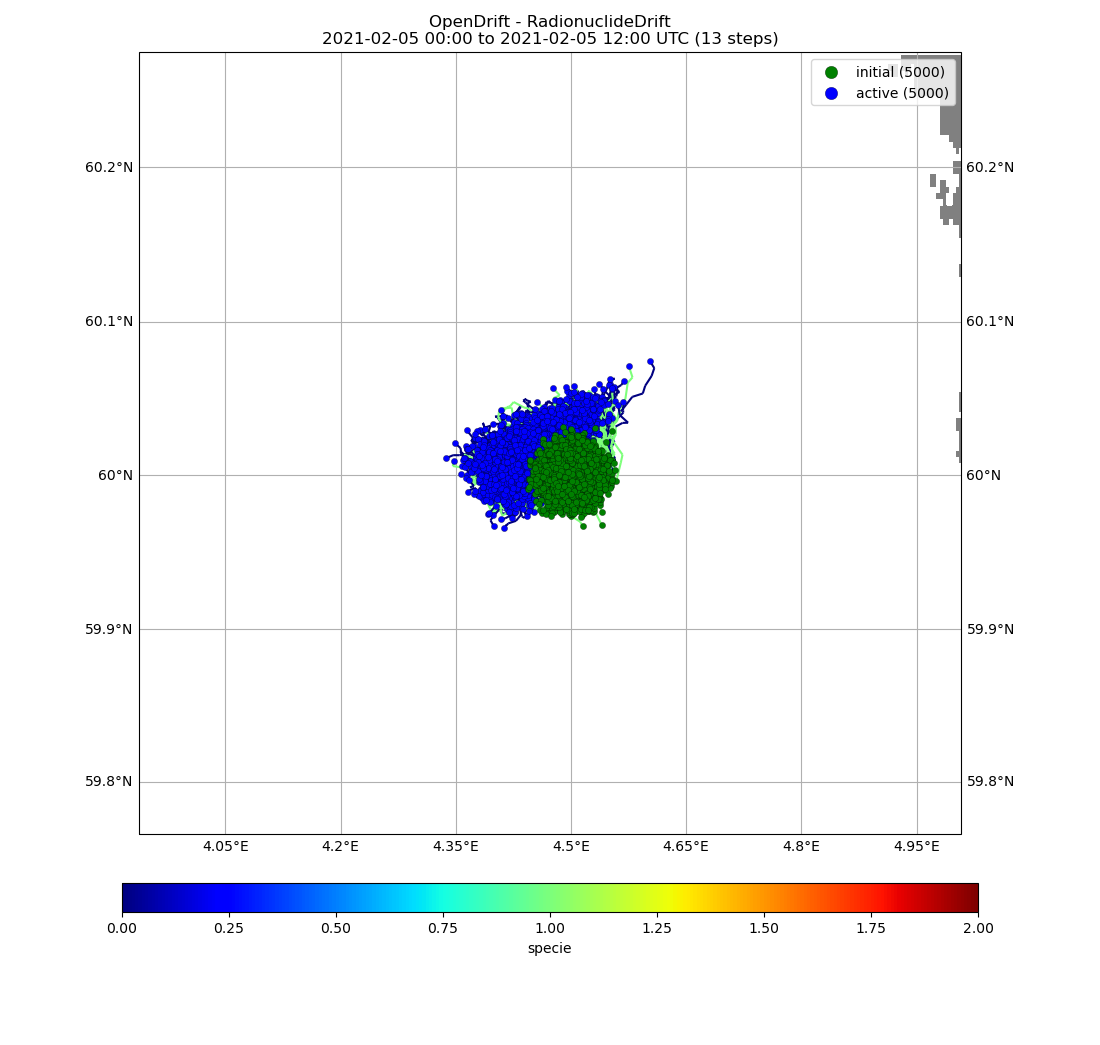 OpenDrift - RadionuclideDrift
2021-02-05 00:00 to 2021-02-05 12:00 UTC (13 steps)
initial (5000)
active (5000)
60.2°N 60.2°N
60.1°N 60.1°N
60°N 60°N
59.9°N 59.9°N
59.8°N 59.8°N
4.05°E 4.2°E 4.35°E 4.5°E 4.65°E 4.8°E 4.95°E
0.00 0.25 0.50 0.75 1.00 1.25 1.50 1.75 2.00
specie